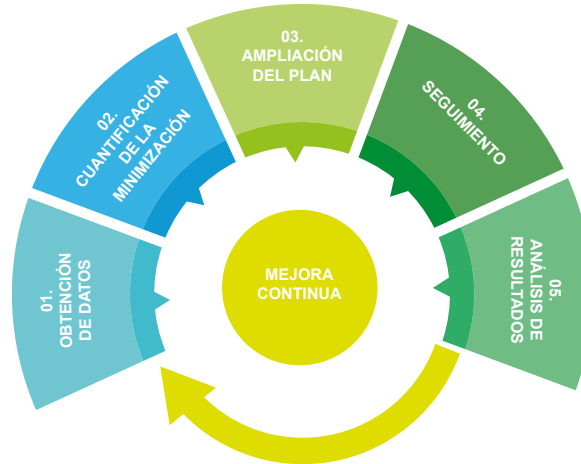 01.
OBTENCIÓN
DE DATOS
02.
CUANTIFICACIÓN
DE LA
MINIMIZACIÓN
03.
AMPLIACIÓN
DEL PLAN
04.
SEGUIMIENTO
05.
ANÁLISIS DE
RESULTADOS
MEJORA
CONTINUA